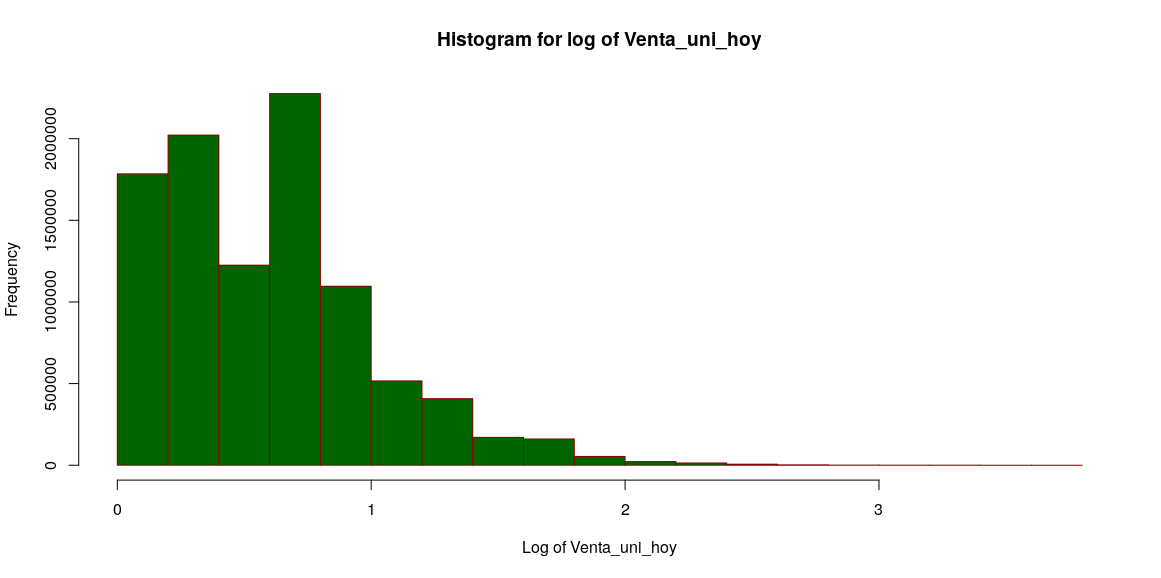 Histogram for log of Venta_uni_hoy
Frequency
2000000
1500000
1000000
500000
0
0 1 2 3
Log of Venta_uni_hoy